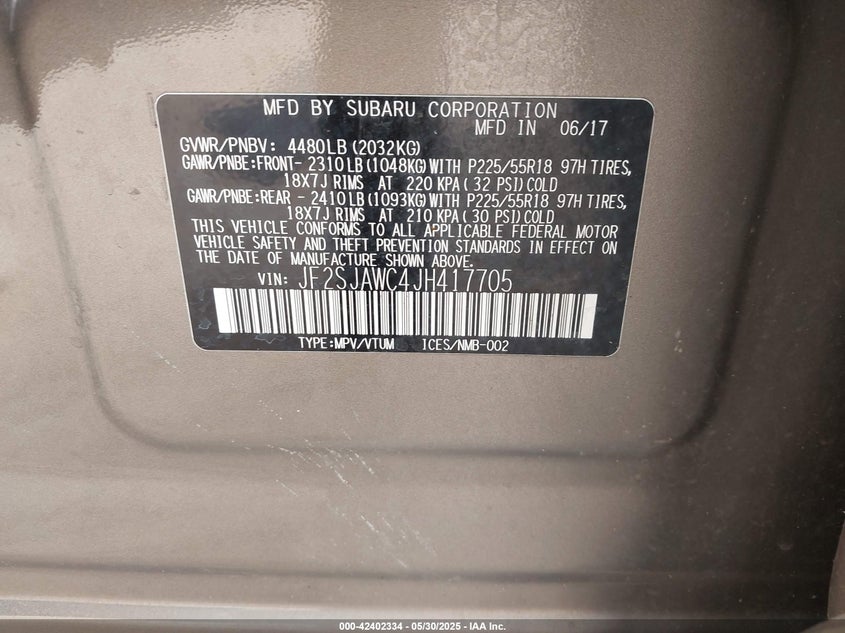 MFD BY SUBARU CORPORATION
MFD IN 06/17
GVWR/PNBV: 4480LB(2032KG)
GAWR/PNBE:FRONT- 2310LB(1048KG)WITH P225/55R18 97H TIRES,
18X7J RIMS AT 220 KPA(32 PSI)COLD
GAWR/PNBE:REAR - 2410LB(1093KG)WITH P225/55R18 97H TIRES,
18X7J RIMS AT 210 KPA(30 PSI)COLD
THIS VEHICLE CONFORMS TO ALL APPLICABLE FEDERAL MOTOR
VEHICLE SAFETY AND THEFT PREVENTION STANDARDS IN EFFECT ON
THE DATE OF MANUFACTURE SHOWN ABOVE.
VIN: JF2SJAWC4JH417705
TYPE:MPV/VTUM ICES/NMB-002
000-42402334 — 05/30/2025 — IAA Inc.